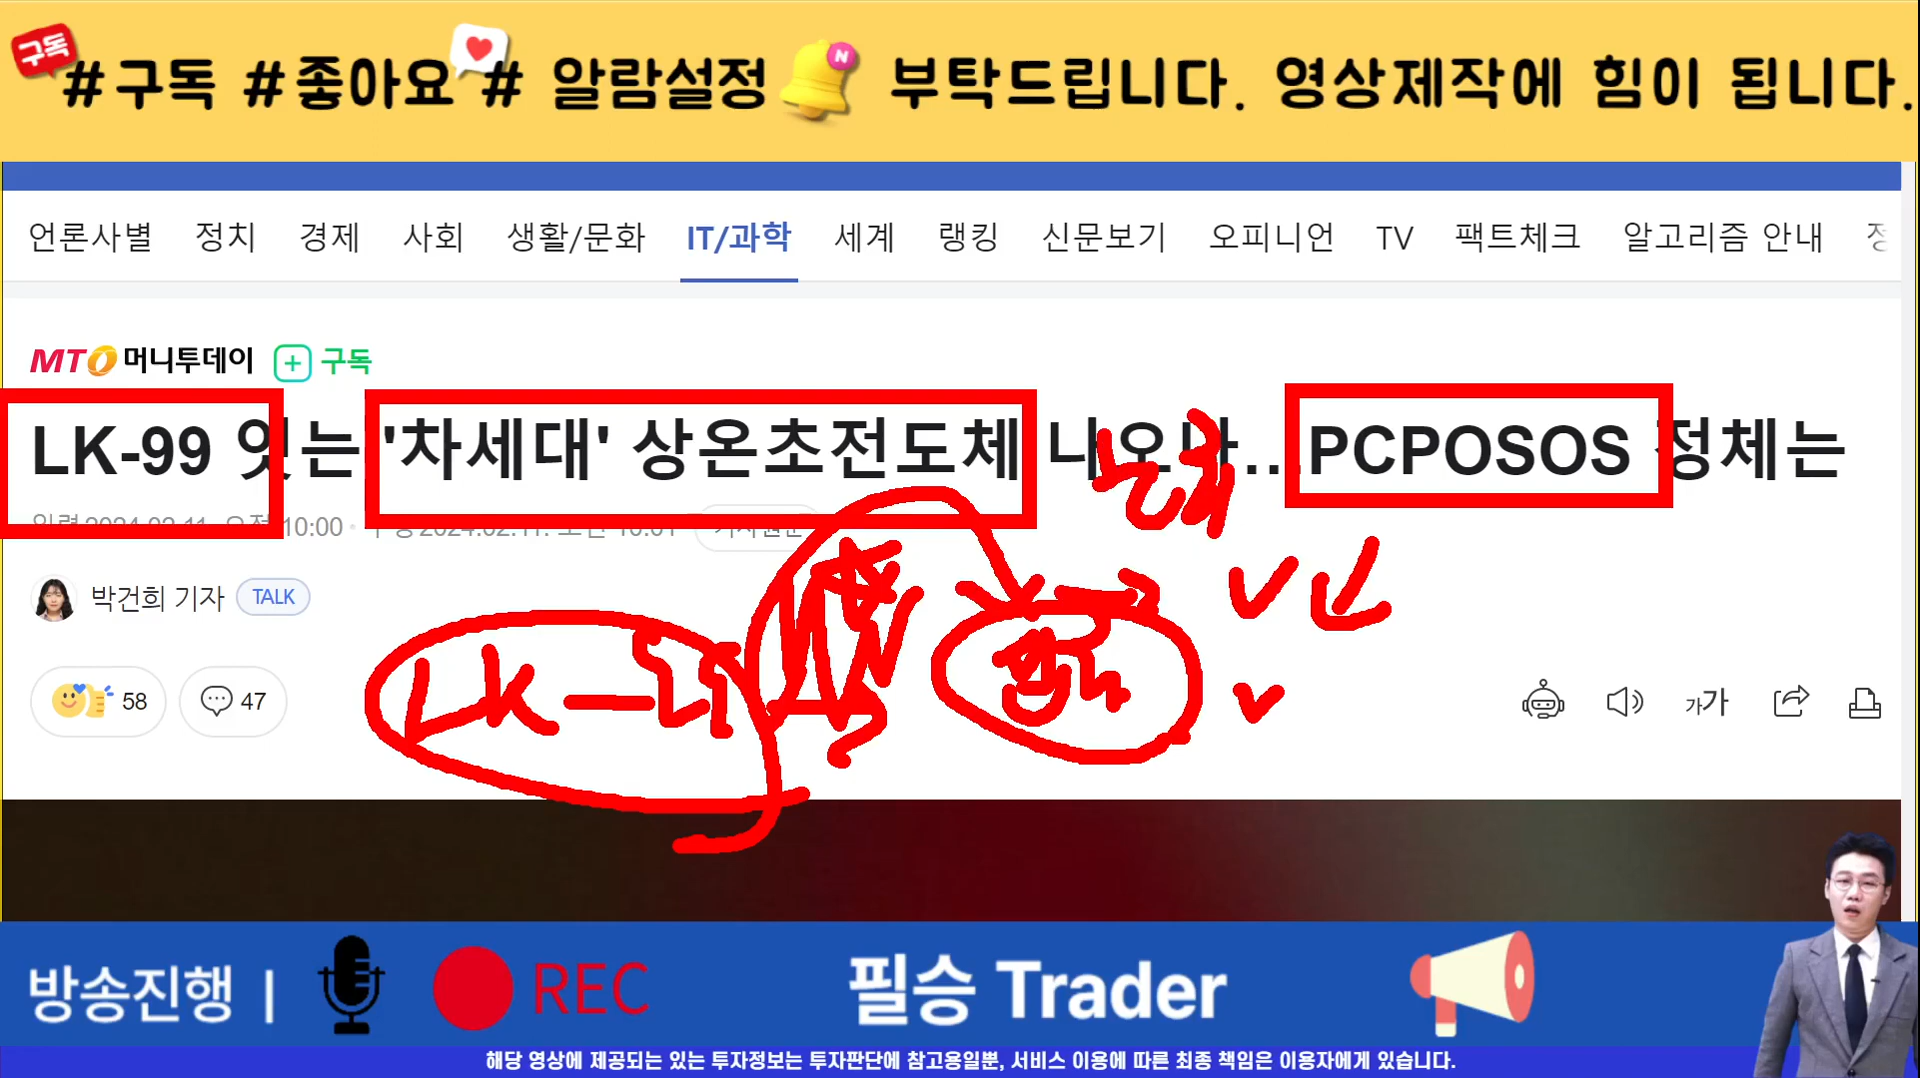 구독
#구독 #좋아요 # 알람설정 N 부탁드립니다. 영상제작에 힘이 됩니다.
언론사별 정치 경제 사회 생활/문화 IT/과학 세계 랭킹 신문보기 오피니언 TV 팩트체크 알고리즘 안내
MTO 머니투데이 구독
LK-99 잇는 '차세대' 상온초전도체 나오나... PCPOSOS 정체는
10:00
박건희 기자 TALK
LK-99
58 47
가가
방송진행 | REC 필승 Trader
해당 영상에 제공되는 있는 투자정보는 투자판단에 참고용일뿐, 서비스 이용에 따른 최종 책임은 이용자에게 있습니다.